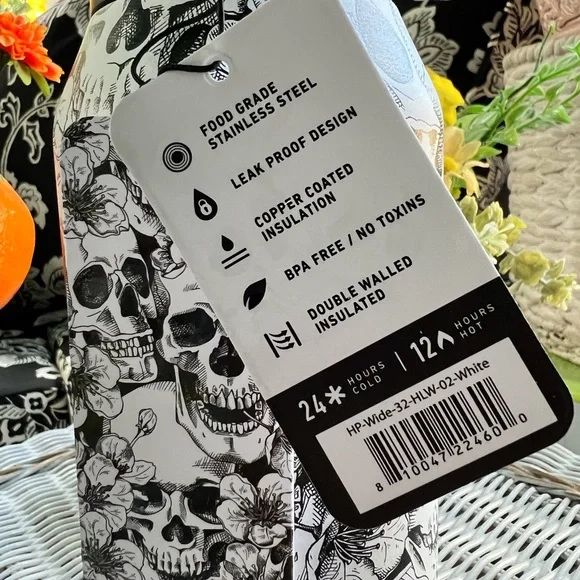 FOOD GRADE
STAINLESS STEEL
LEAK PROOF DESIGN
COPPER COATED
INSULATION
BPA FREE / NO TOXINS
DOUBLE WALLED
INSULATED
24* HOURS
COLD | 12 HOURS
HOT
HP-Wide-32-HLW-02-White
8 10047 22460 0